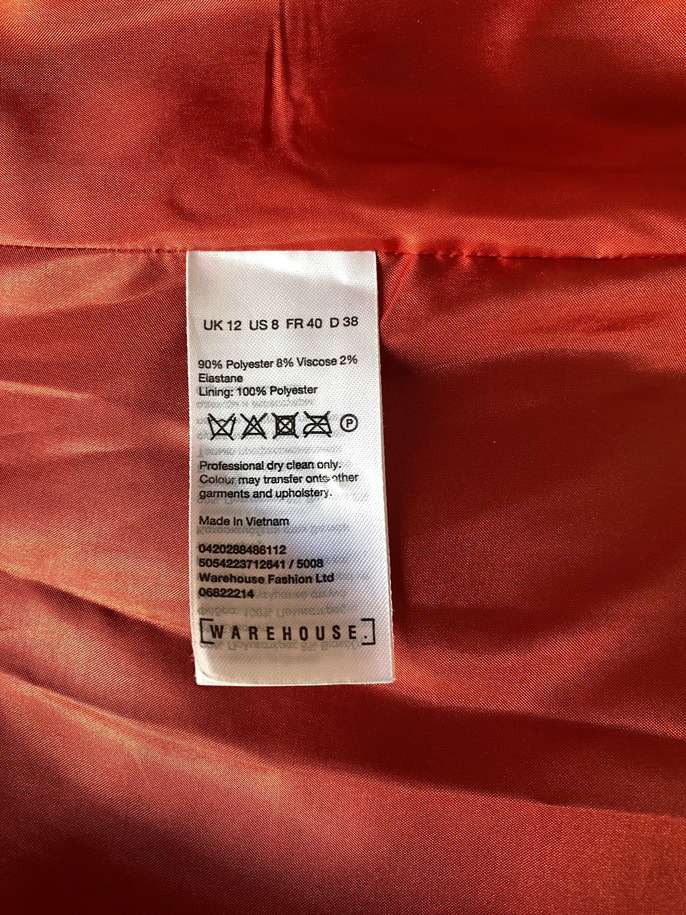 UK 12 US 8 FR 40 D 38
90% Polyester 8% Viscose 2%
Elastane
Lining: 100% Polyester
P
Professional dry clean only.
Colour may transfer onto other
garments and upholstery.
Made in Vietnam
0420288486112
5054223712641 / 5008
Warehouse Fashion Ltd
06822214
[WAREHOUSE.]